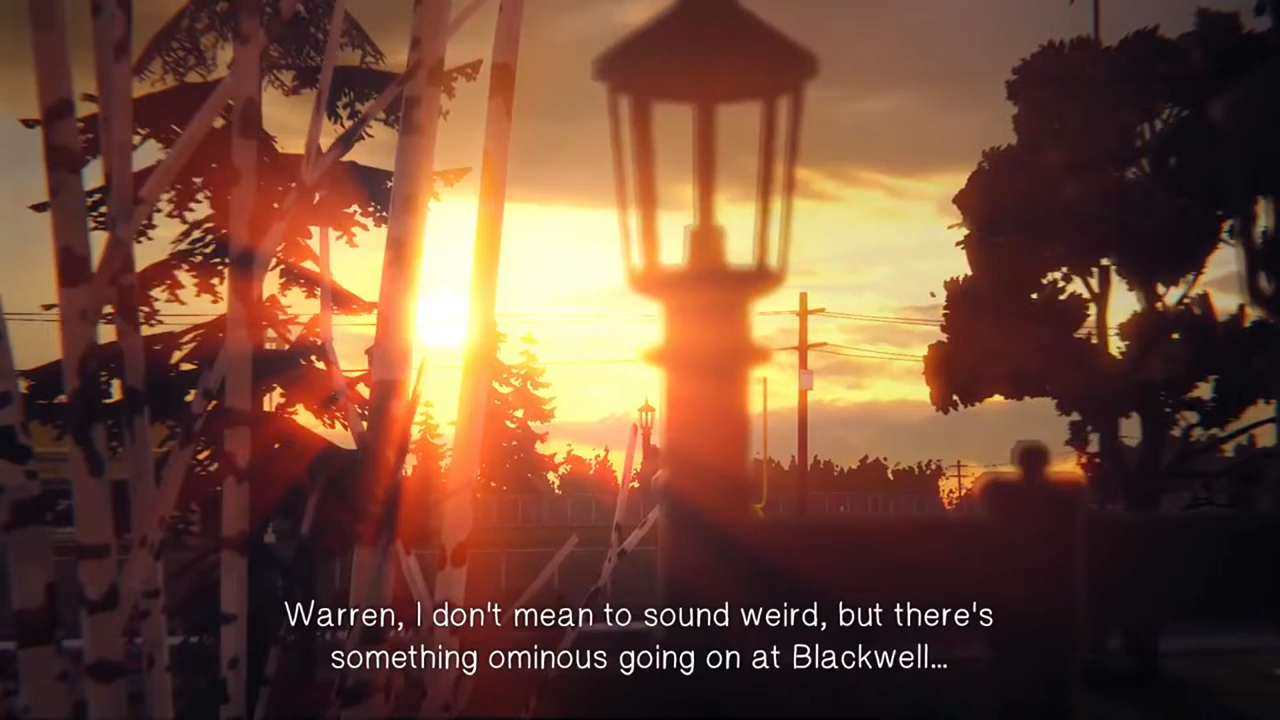 Warren, I don't mean to sound weird, but there's
something ominous going on at Blackwell...